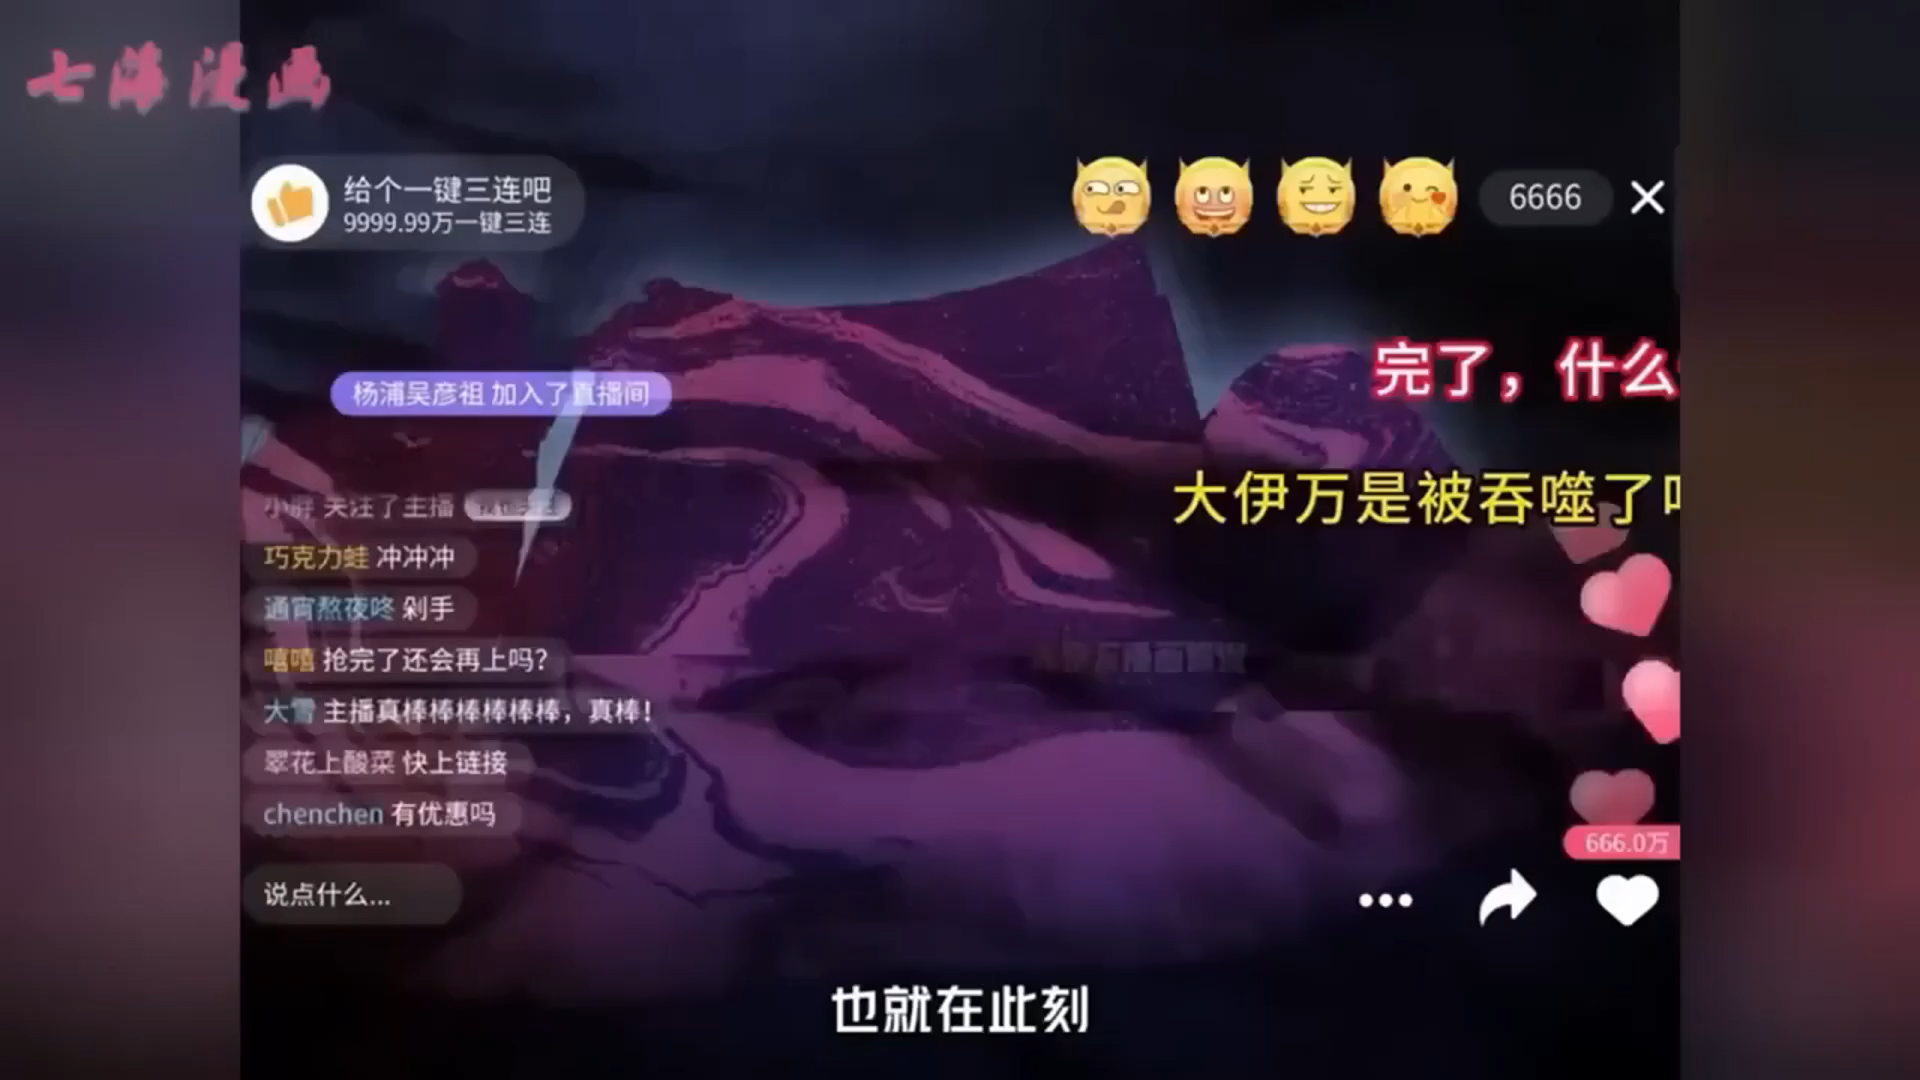 七海漫画
给个一键三连吧
9999.99万一键三连
6666
完了，什么
杨浦吴彦祖 加入了直播间
大伊万是被吞噬了吗
小胖 关注了主播
巧克力蛙 冲冲冲
通宵熬夜咚 剁手
嘻嘻 抢完了还会再上吗？
大雪 主播真棒棒棒棒棒棒，真棒！
翠花上酸菜 快上链接
chenchen 有优惠吗
666.0万
说点什么...
也就在此刻